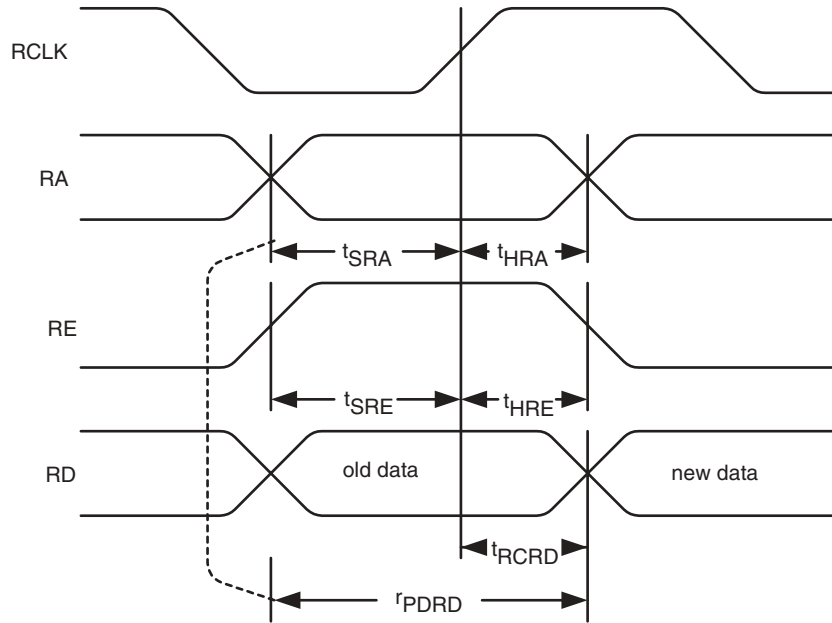 RCLK
RA
tSRA
tHRA
RE
tSRE
tHRE
RD
old data
new data
tRCRD
rPDRD